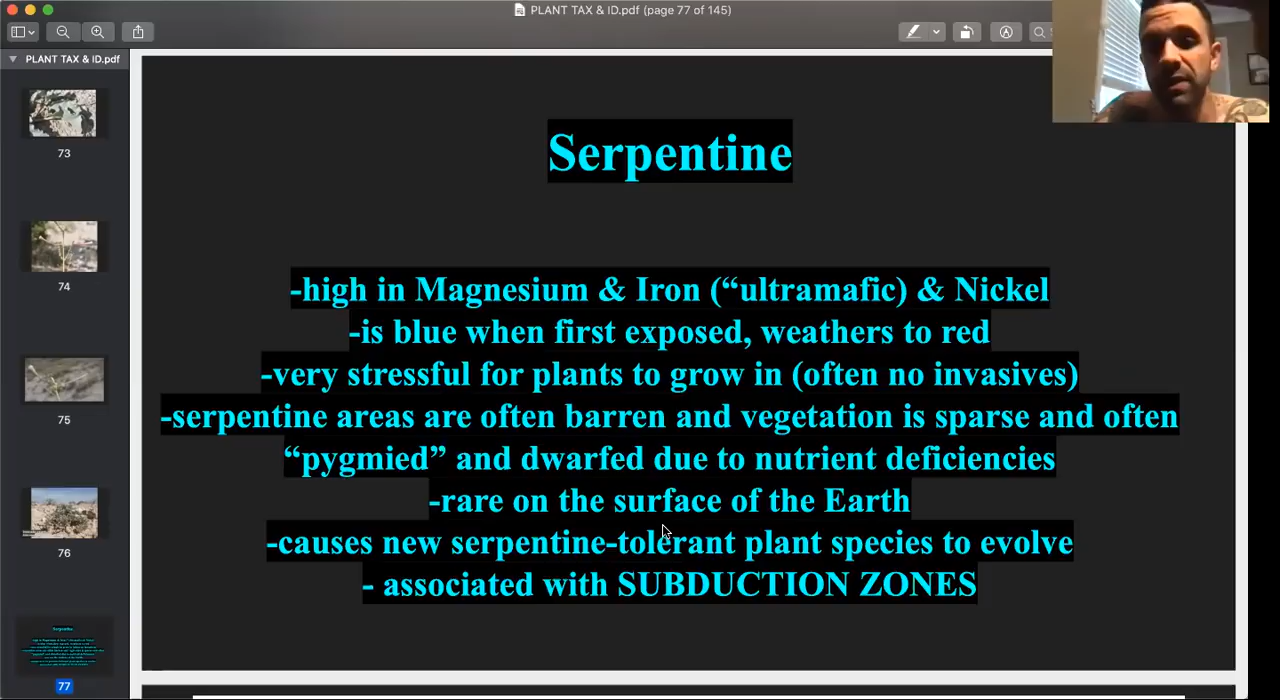 PLANT TAX & ID.pdf (page 77 of 145)
PLANT TAX & ID.pdf
73
74
75
76
77
Serpentine
-high in Magnesium & Iron (“ultramafic) & Nickel
-is blue when first exposed, weathers to red
-very stressful for plants to grow in (often no invasives)
-serpentine areas are often barren and vegetation is sparse and often
“pygmied” and dwarfed due to nutrient deficiencies
-rare on the surface of the Earth
-causes new serpentine-tolerant plant species to evolve
- associated with SUBDUCTION ZONES